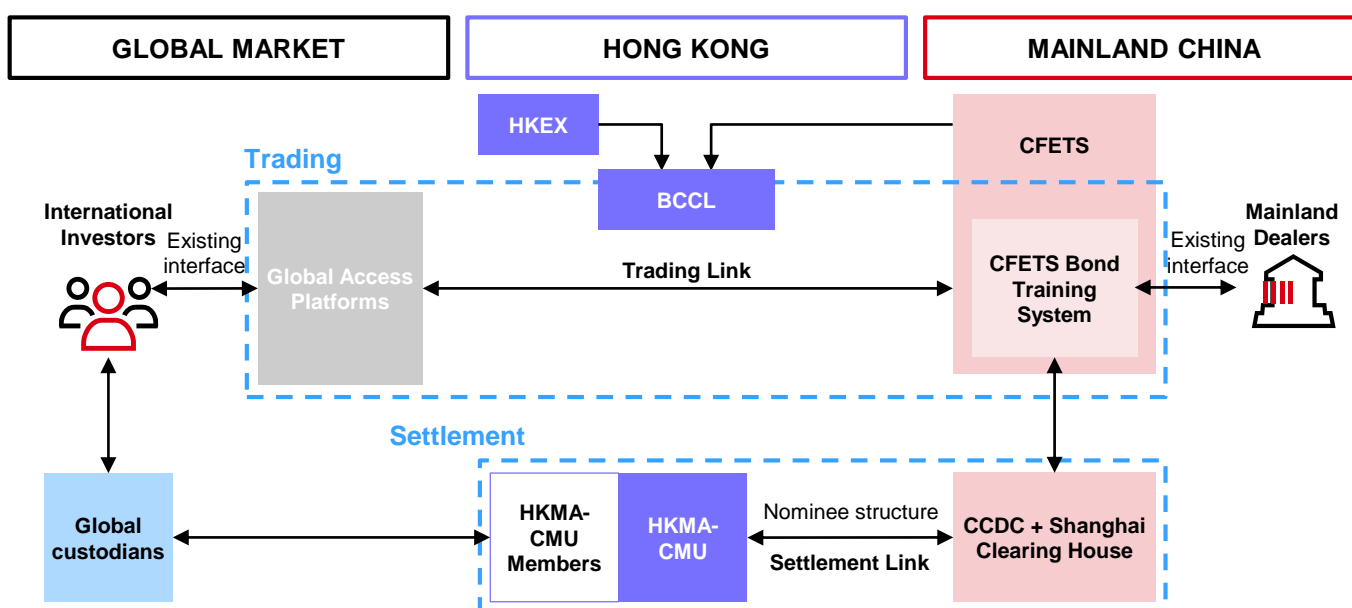 GLOBAL MARKET
HONG KONG
MAINLAND CHINA
HKEX
CFETS
Trading
BCCL
International
Investors
Existing
interface
Global Access
Platforms
Trading Link
CFETS Bond
Training
System
Existing
interface
Mainland
Dealers
Settlement
Global
custodians
HKMA-
CMU
Members
HKMA-
CMU
Nominee structure
Settlement Link
CCDC + Shanghai
Clearing House